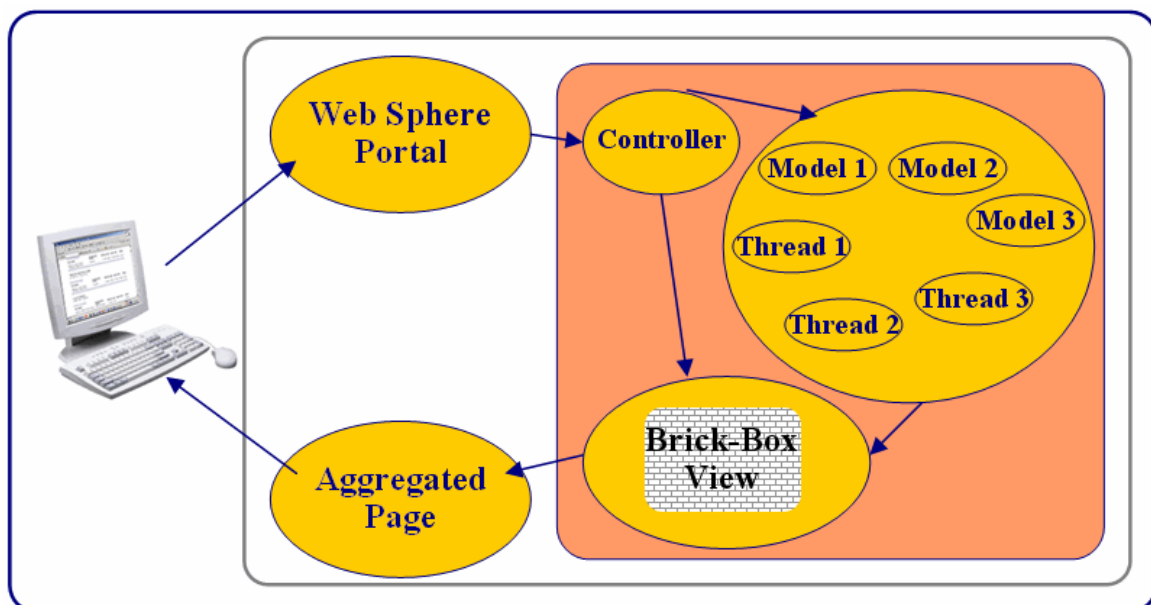 Web Sphere
Portal
Controller
Model 1
Model 2
Model 3
Thread 1
Thread 3
Thread 2
Brick-Box
View
Aggregated
Page